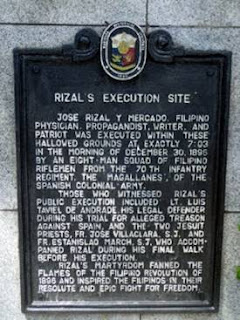 RIZAL'S EXECUTION SITE
JOSE RIZAL Y MERCADO, FILIPINO
PHYSICIAN, PROPAGANDIST, WRITER, AND
PATRIOT WAS EXECUTED WITHIN THESE
HALLOWED GROUNDS AT EXACTLY 7:03
IN THE MORNING OF DECEMBER 30, 1896
BY AN EIGHT-MAN SQUAD OF FILIPINO
RIFLEMEN FROM THE 70TH INFANTRY
REGIMENT, THE MAGALLANES, OF THE
SPANISH COLONIAL ARMY.
THOSE WHO WITNESSED RIZAL'S
PUBLIC EXECUTION INCLUDED LT. LUIS
TAVIEL DE ANDRADE HIS LEGAL DEFENDER
DURING HIS TRIAL FOR ALLEGED TREASON
AGAINST SPAIN, AND THE TWO JESUIT
PRIESTS, FR. JOSE VILLACLARA, S.J. AND
FR. ESTANISLAO MARCH, S.J. WHO ACCOM-
PANIED RIZAL DURING HIS FINAL WALK
BEFORE HIS EXECUTION.
RIZAL'S MARTYRDOM FANNED THE
FLAMES OF THE FILIPINO REVOLUTION OF
1896 AND INSPIRED THE FILIPINOS IN THEIR
RESOLUTE AND EPIC FIGHT FOR FREEDOM.